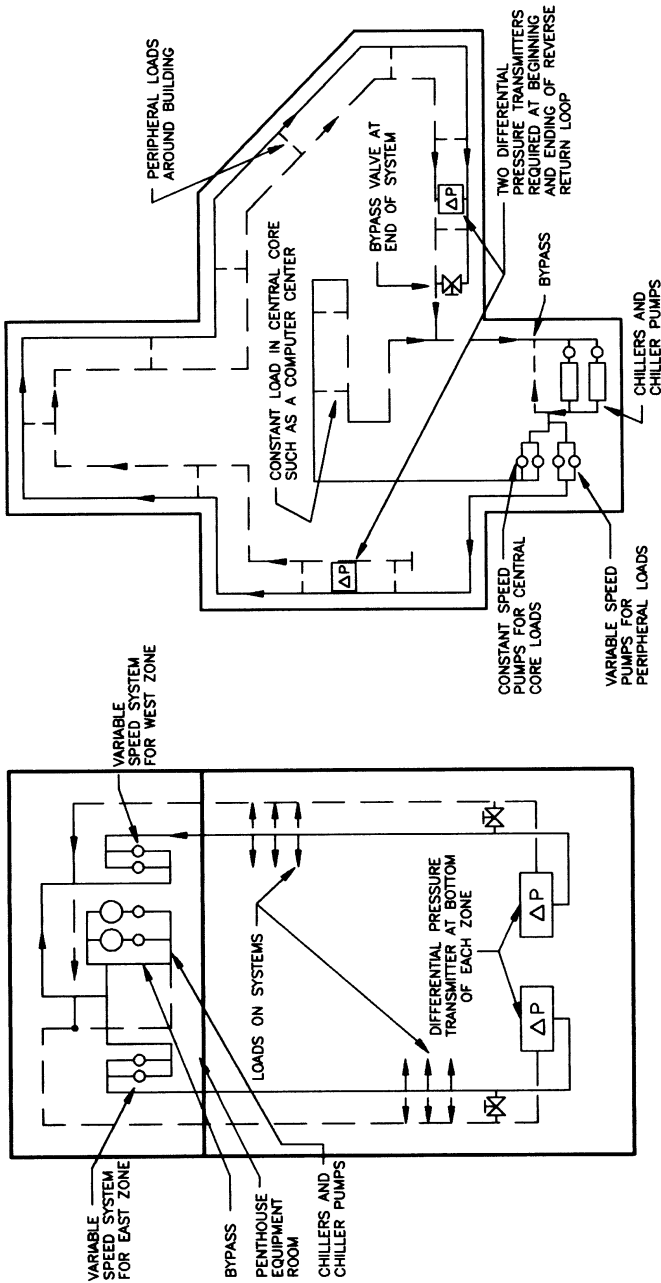 VARIABLE
SPEED SYSTEM
FOR EAST ZONE
BYPASS
PENTHOUSE
EQUIPMENT
ROOM
CHILLERS AND
CHILLER PUMPS
VARIABLE
SPEED SYSTEM
FOR WEST ZONE
LOADS ON SYSTEMS
DIFFERENTIAL PRESSURE
TRANSMITTER AT BOTTOM
OF EACH ZONE
ΔP
ΔP
PERIPHERAL LOADS
AROUND BUILDING
CONSTANT LOAD IN CENTRAL CORE
SUCH AS A COMPUTER CENTER
BYPASS VALVE AT
END OF SYSTEM
ΔP
ΔP
TWO DIFFERENTIAL
PRESSURE TRANSMITTERS
REQUIRED AT BEGINNING
AND ENDING OF REVERSE
RETURN LOOP
BYPASS
CONSTANT SPEED
PUMPS FOR CENTRAL
CORE LOADS
VARIABLE SPEED
PUMPS FOR
PERIPHERAL LOADS
CHILLERS AND
CHILLER PUMPS